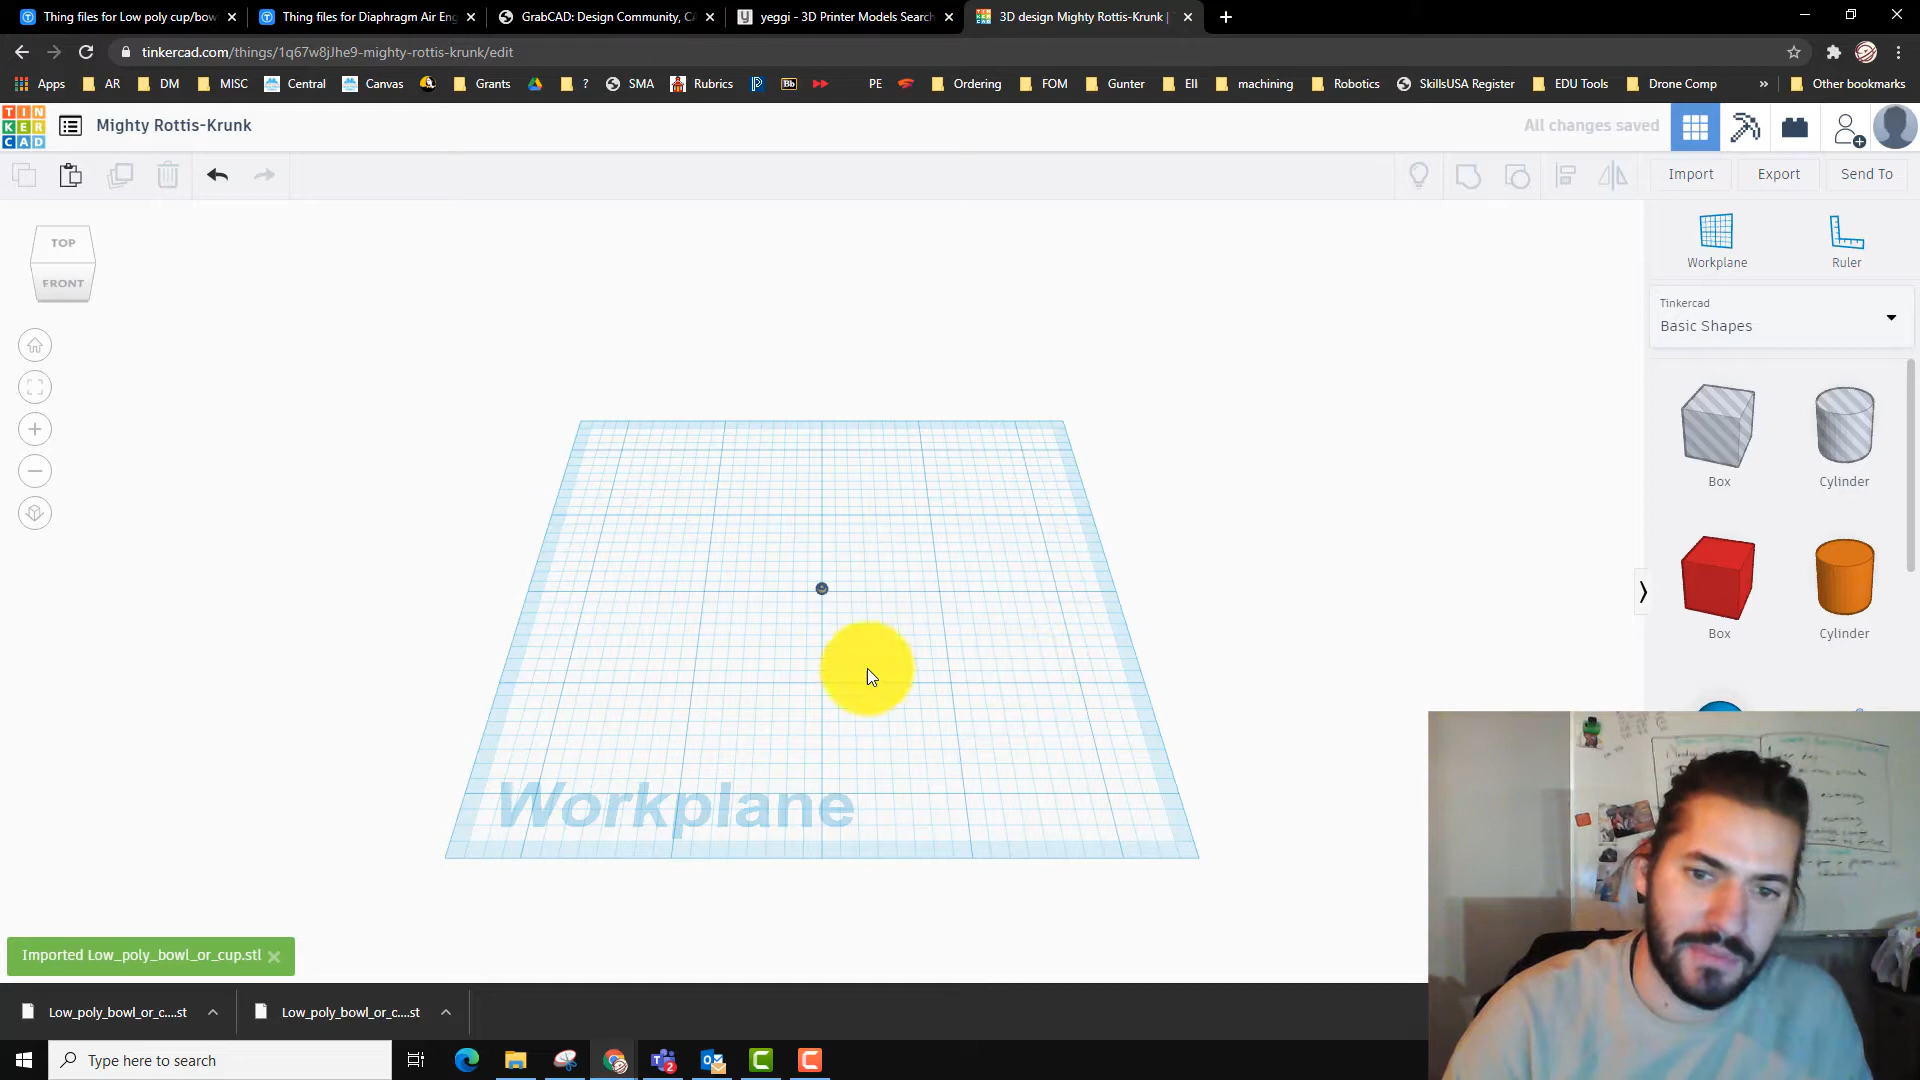 Thing files for Low poly cup/bow
Thing files for Diaphragm Air Eng
GrabCAD: Design Community, CA
yeggi - 3D Printer Models Search
3D design Mighty Rottis-Krunk |
tinkercad.com/things/1q67w8jJhe9-mighty-rottis-krunk/edit
Apps AR DM MISC Central Canvas Grants ? SMA Rubrics Bb PE Ordering FOM Gunter EII machining Robotics SkillsUSA Register EDU Tools Drone Comp » Other bookmarks
TIN
KER
CAD
Mighty Rottis-Krunk
All changes saved
Import Export Send To
TOP
FRONT
Workplane Ruler
Tinkercad
Basic Shapes
Box Cylinder
Box Cylinder
Workplane
Imported Low_poly_bowl_or_cup.stl
Low_poly_bowl_or_c....st
Low_poly_bowl_or_c....st
Type here to search
2